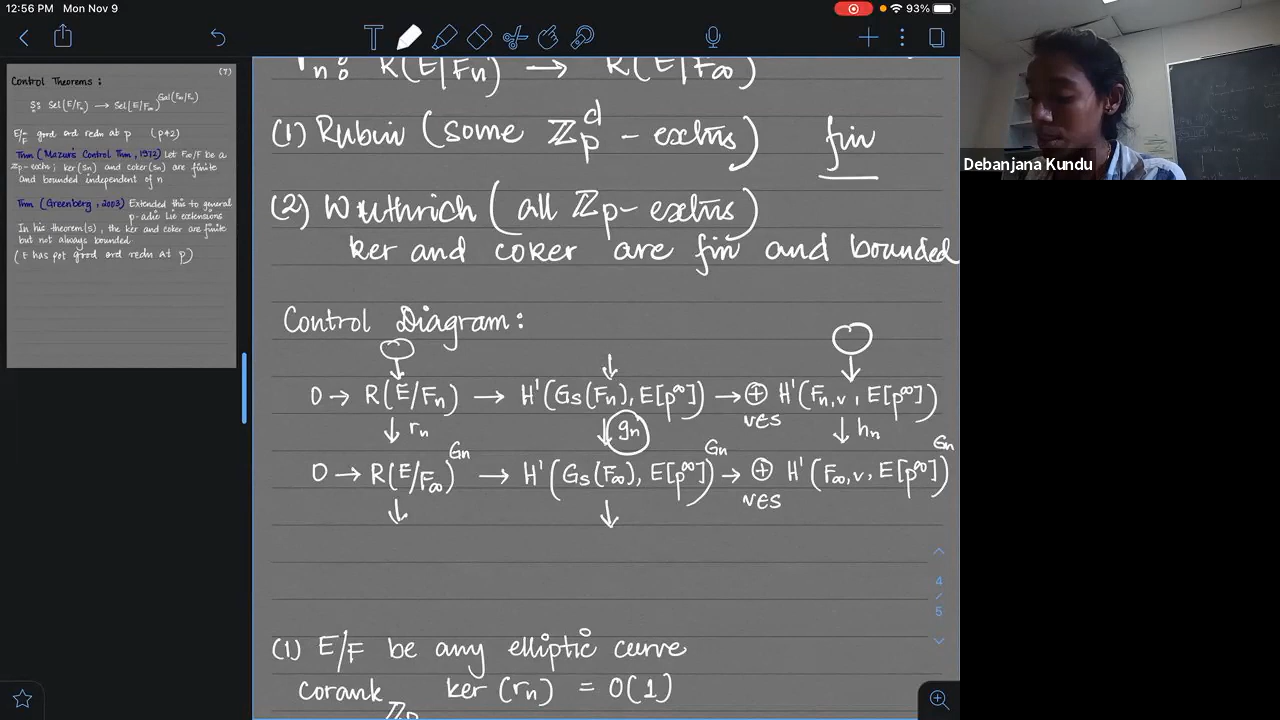 12:56 PM Mon Nov 9
93%
Control Theorems :
(7)
Sn: Sel(E/Fn) → Sel(E/F∞)^Gal(F∞/Fn)
E/F good ord redn at p (p≠2)
Thm (Mazur's Control Thm, 1972) Let F∞/F be a
ℤp-extn; ker(sn) and coker(sn) are finite
and bounded independent of n
Thm (Greenberg, 2003) Extended this to general
p-adic Lie extensions
In his theorem(s), the ker and coker are finite
but not always bounded.
(E has pot good ord redn at p)
rn: R(E/Fn) → R(E/F∞)
(1) Rubin (some ℤp^d - extns) fin
(2) Wuthrich (all ℤp - extns)
ker and coker are fin and bounded
Control Diagram:
0 → R(E/Fn) → H'(Gs(Fn), E[p^∞]) → ⊕ H'(Fn,v, E[p^∞])
v∈S
↓ rn ↓ gn ↓ hn
0 → R(E/F∞)^Gn → H'(Gs(F∞), E[p^∞])^Gn → ⊕ H'(F∞,v, E[p^∞])^Gn
v∈S
(1) E/F be any elliptic curve
corank ℤp ker (rn) = O(1)
4
5
Debanjana Kundu